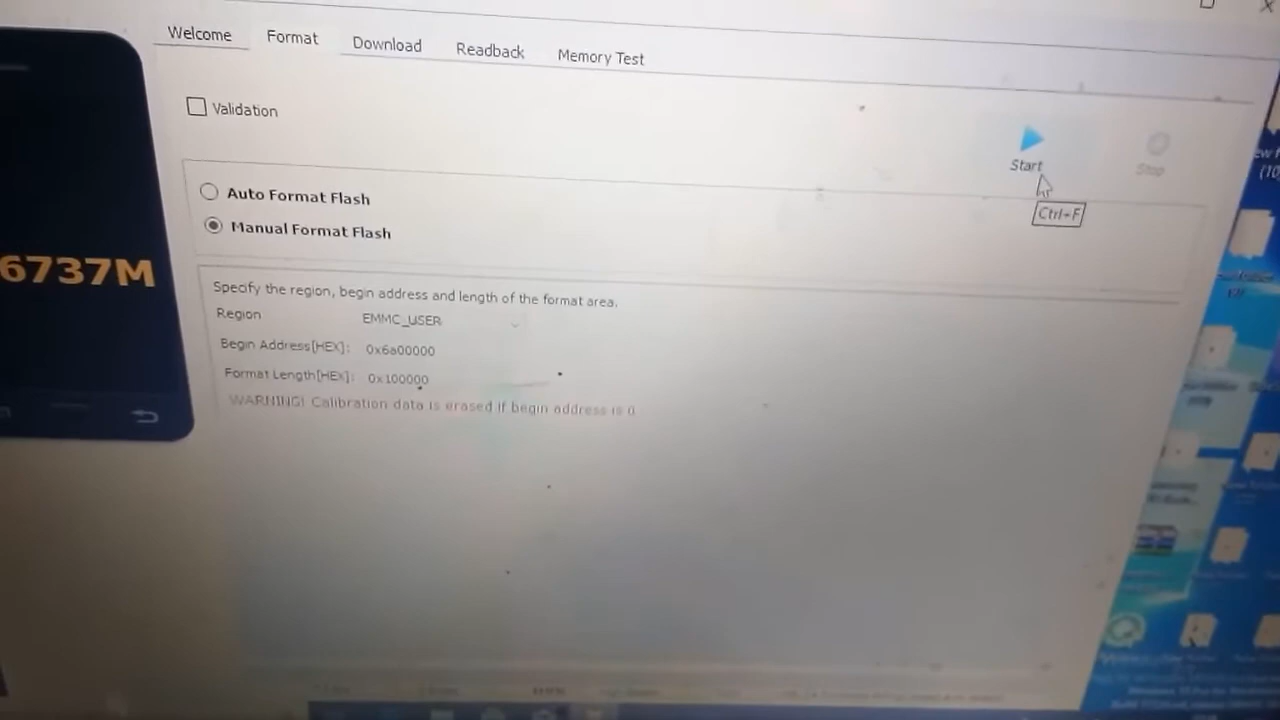 Welcome
Format
Download
Readback
Memory Test
Validation
Start
Stop
Ctrl+F
Auto Format Flash
Manual Format Flash
6737M
Specify the region, begin address and length of the format area.
Region EMMC_USER
Begin Address[HEX]: 0x6a00000
Format Length[HEX]: 0x100000
WARNING! Calibration data is erased if begin address is 0